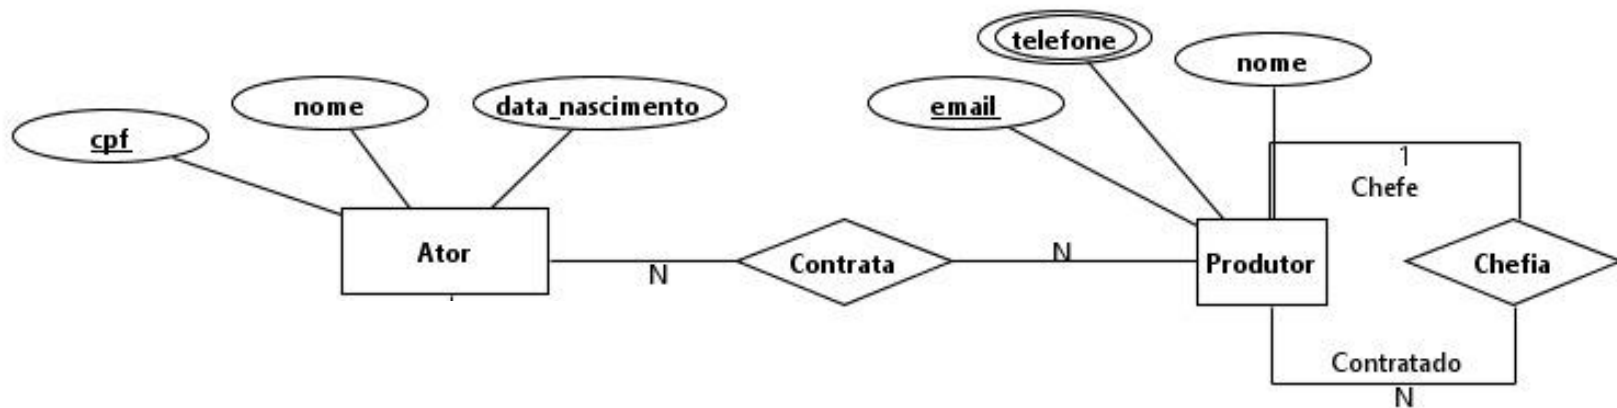 telefone
nome
email
nome
data_nascimento
cpf
1
Chefe
Ator
N
Contrata
N
Produtor
Chefia
Contratado
N